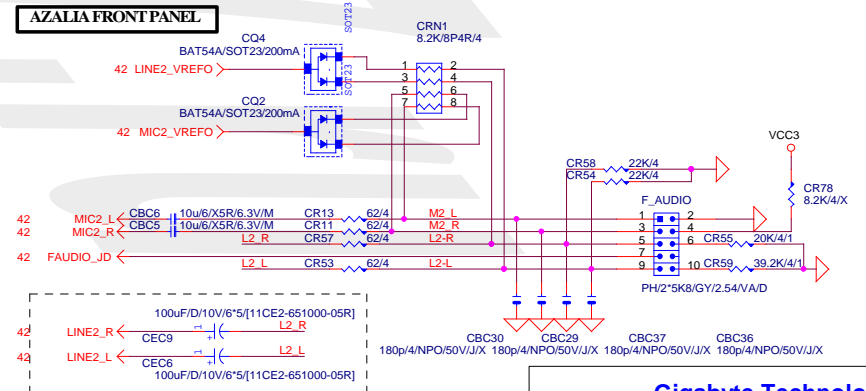 AZALIA FRONT PANEL
SOT23
CRN1
8.2K/8P4R/4
CQ4
BAT54A/SOT23/200mA
42 LINE2_VREFO
SOT23
1 2
3 4
5 6
7 8
CQ2
BAT54A/SOT23/200mA
42 MIC2_VREFO
VCC3
CR58 22K/4
CR54 22K/4
CR78
8.2K/4/X
F_AUDIO
42 MIC2_L CBC6 10u/6/X5R/6.3V/M CR13 62/4 M2_L 1 2
42 MIC2_R CBC5 10u/6/X5R/6.3V/M CR11 62/4 M2_R 3 4
L2_R CR57 62/4 L2-R 5 6 CR55 20K/4/1
42 FAUDIO_JD 7
L2_L CR53 62/4 L2-L 9 10 CR59 39.2K/4/1
PH/2*5K8/GY/2.54/VA/D
100uF/D/10V/6*5/[11CE2-651000-05R]
42 LINE2_R 1 + L2_R
CEC9
42 LINE2_L 1 + L2_L
CEC6
100uF/D/10V/6*5/[11CE2-651000-05R]
CBC30 CBC29 CBC37 CBC36
180p/4/NPO/50V/J/X 180p/4/NPO/50V/J/X 180p/4/NPO/50V/J/X 180p/4/NPO/50V/J/X